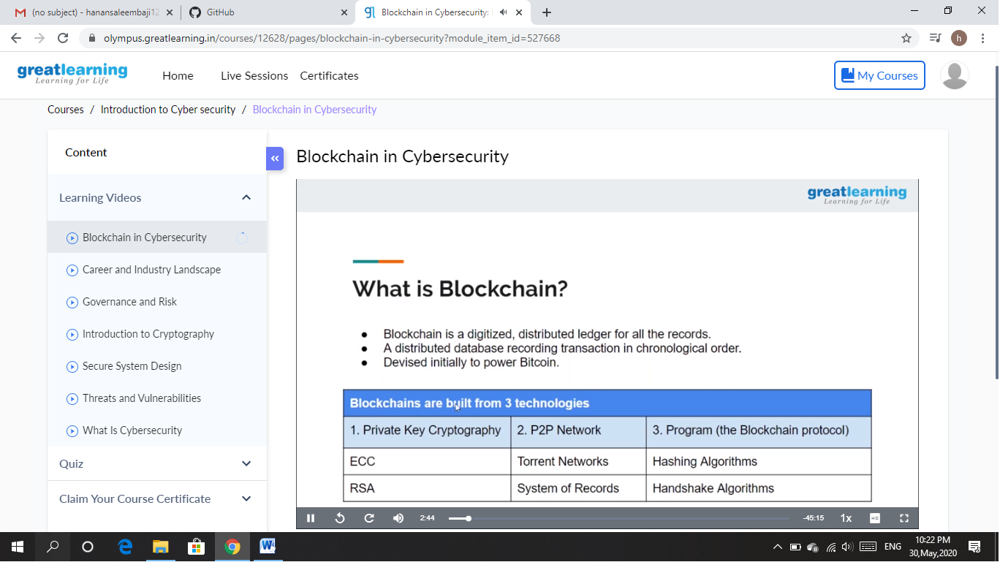 (no subject) - hanansaleembaji12
GitHub
Blockchain in Cybersecurity:
olympus.greatlearning.in/courses/12628/pages/blockchain-in-cybersecurity?module_item_id=527668
h
greatlearning
Learning for Life
Home
Live Sessions
Certificates
My Courses
Courses / Introduction to Cyber security / Blockchain in Cybersecurity
Content
Learning Videos
Blockchain in Cybersecurity
Career and Industry Landscape
Governance and Risk
Introduction to Cryptography
Secure System Design
Threats and Vulnerabilities
What Is Cybersecurity
Quiz
Claim Your Course Certificate
«
Blockchain in Cybersecurity
greatlearning
Learning for Life
What is Blockchain?
● Blockchain is a digitized, distributed ledger for all the records.
● A distributed database recording transaction in chronological order.
● Devised initially to power Bitcoin.
Blockchains are built from 3 technologies
1. Private Key Cryptography 2. P2P Network 3. Program (the Blockchain protocol)
ECC Torrent Networks Hashing Algorithms
RSA System of Records Handshake Algorithms
2:44
-45:15
1x
HD
ENG
10:22 PM
30,May,2020